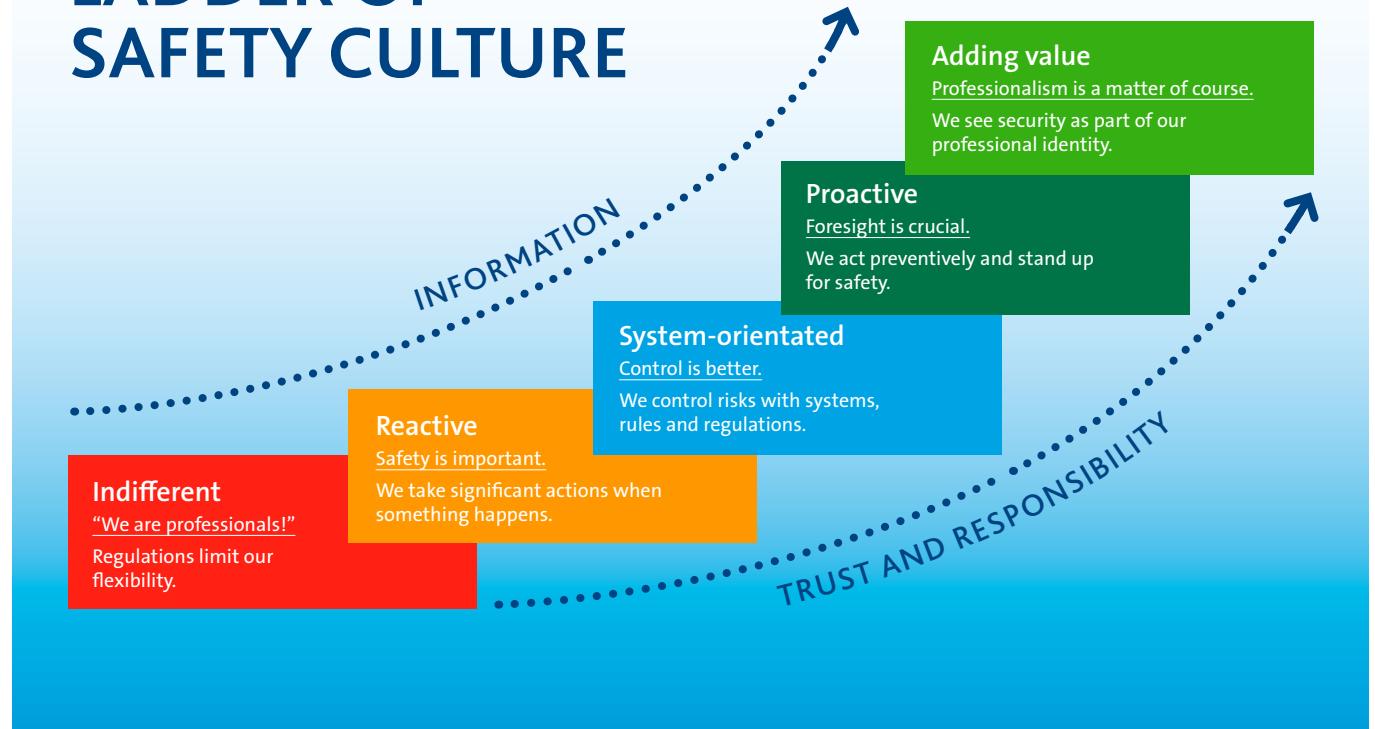 LADDER OF
SAFETY CULTURE
Adding value
Professionalism is a matter of course.
We see security as part of our
professional identity.
Proactive
Foresight is crucial.
We act preventively and stand up
for safety.
INFORMATION
System-orientated
Control is better.
We control risks with systems,
rules and regulations.
Reactive
Safety is important.
We take significant actions when
something happens.
Indifferent
“We are professionals!”
Regulations limit our
flexibility.
TRUST AND RESPONSIBILITY